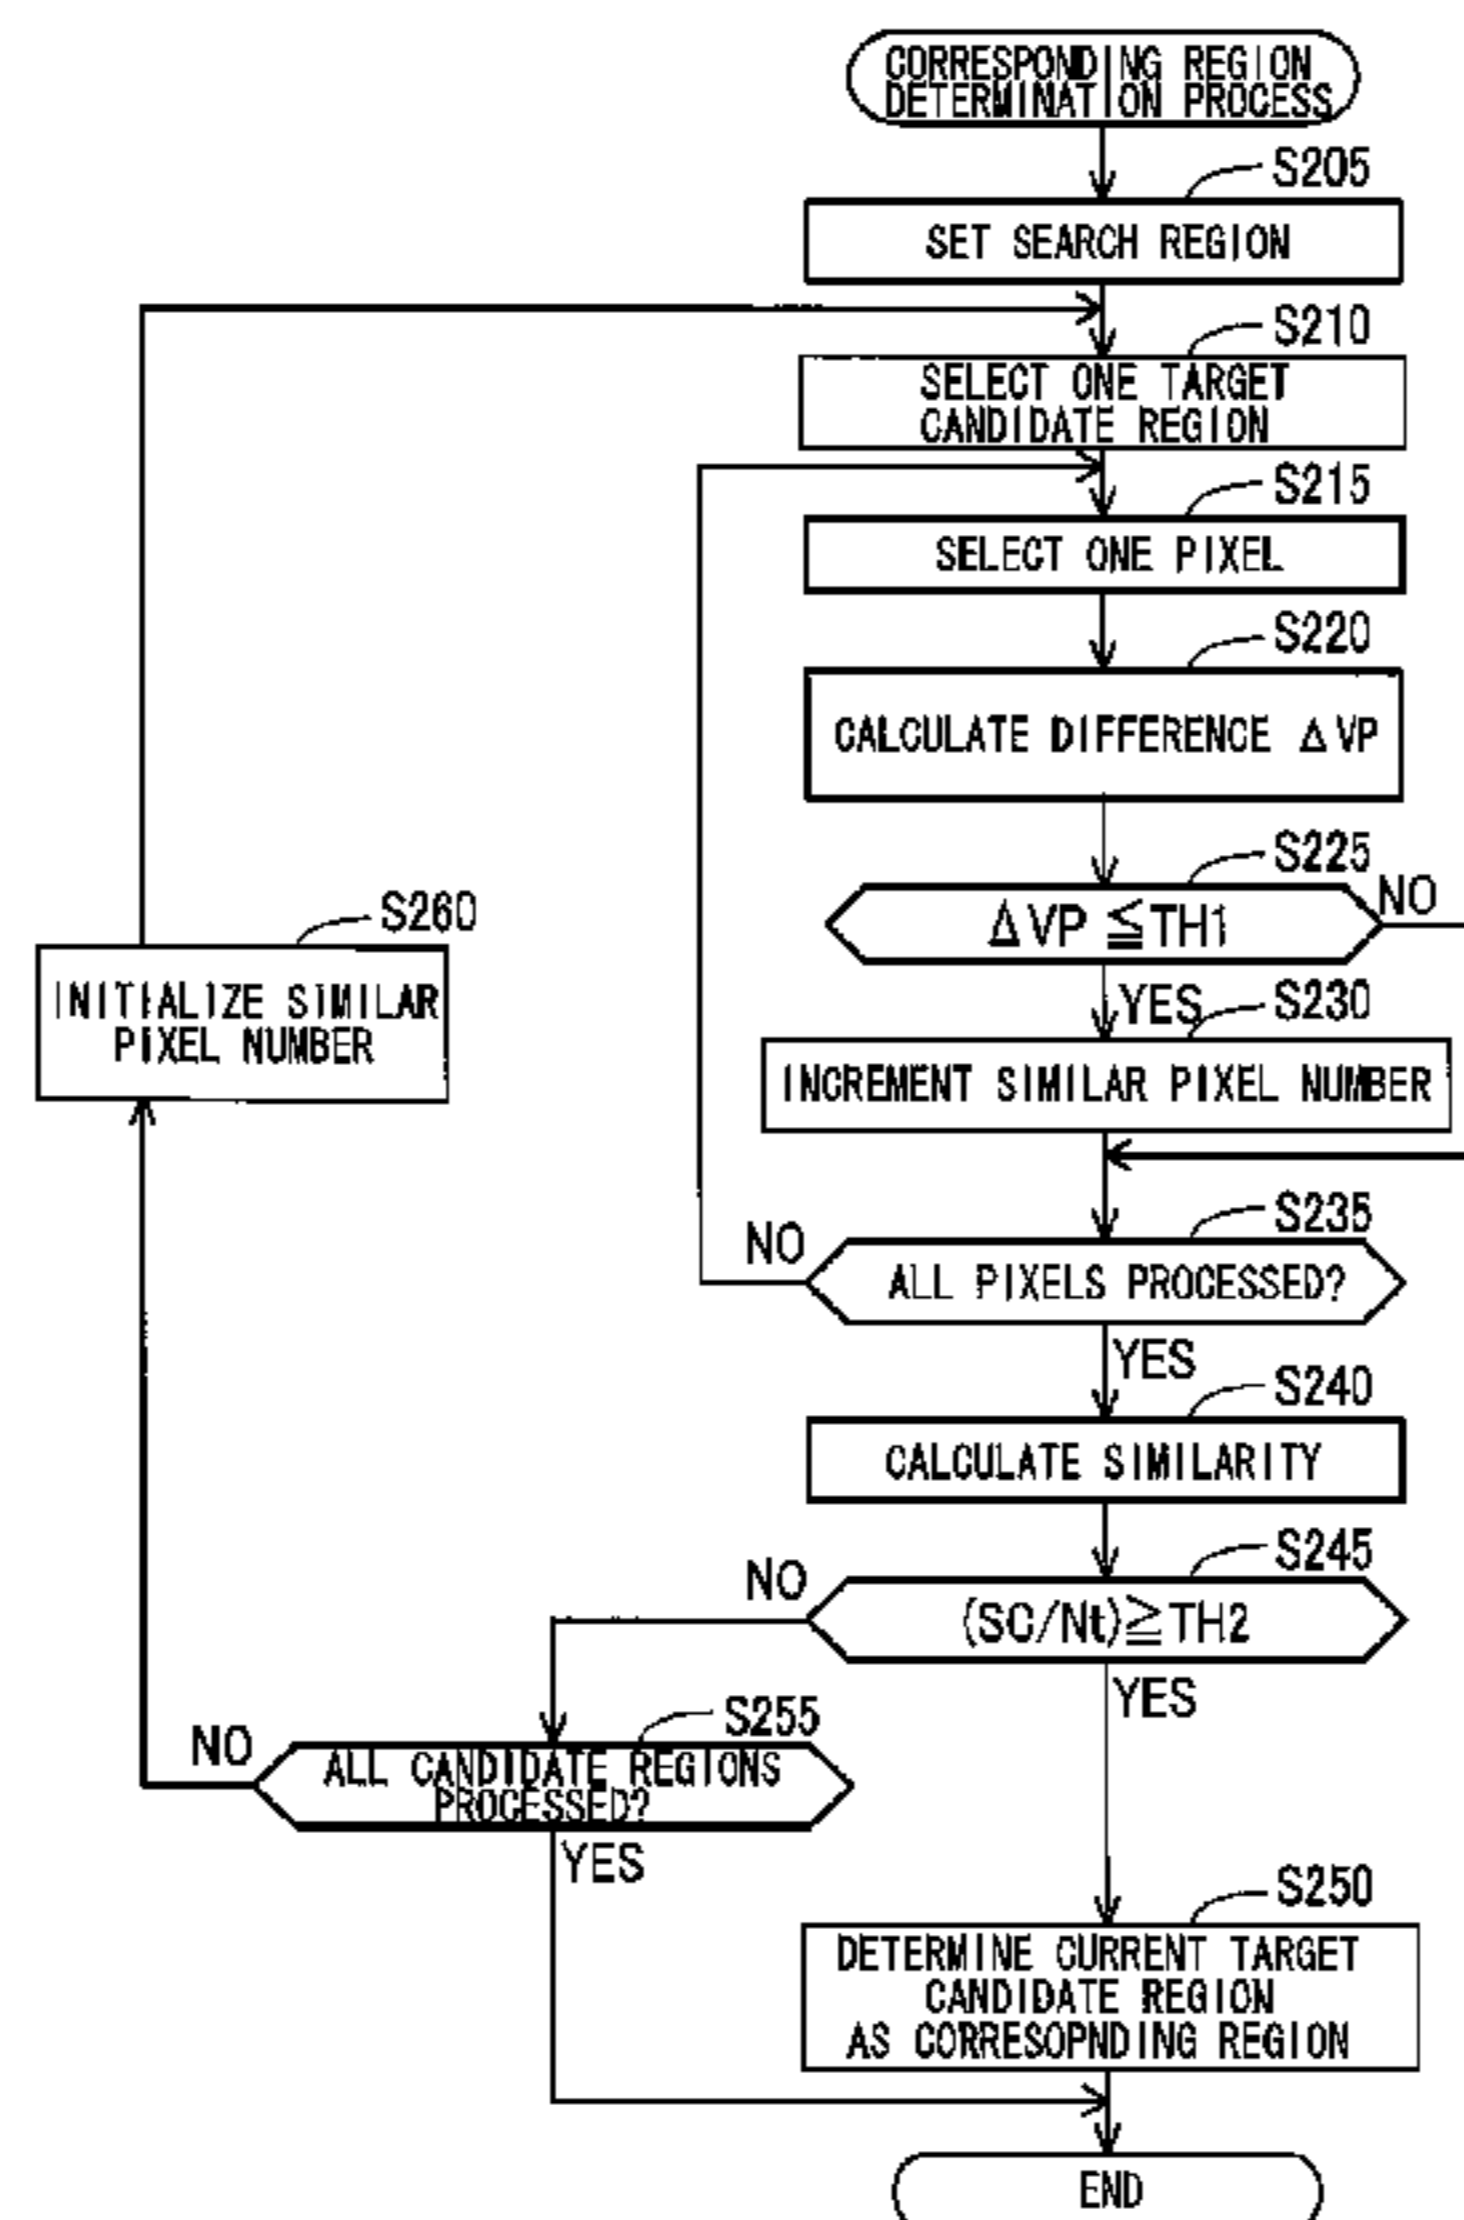 CORRESPONDING REGION
DETERMINATION PROCESS
S205
SET SEARCH REGION
S210
SELECT ONE TARGET
CANDIDATE REGION
S215
SELECT ONE PIXEL
S220
CALCULATE DIFFERENCE ΔVP
S225
ΔVP ≦TH1
NO
YES
S260
INITIALIZE SIMILAR
PIXEL NUMBER
S230
INCREMENT SIMILAR PIXEL NUMBER
S235
NO
ALL PIXELS PROCESSED?
YES
S240
CALCULATE SIMILARITY
S245
NO
(SC/Nt)≧TH2
YES
S255
NO
ALL CANDIDATE REGIONS
PROCESSED?
YES
S250
DETERMINE CURRENT TARGET
CANDIDATE REGION
AS CORRESOPNDING REGION
END